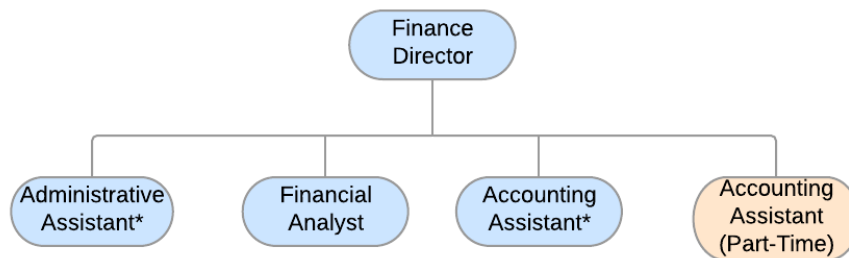 Finance
Director
Administrative
Assistant*
Financial
Analyst
Accounting
Assistant*
Accounting
Assistant
(Part-Time)